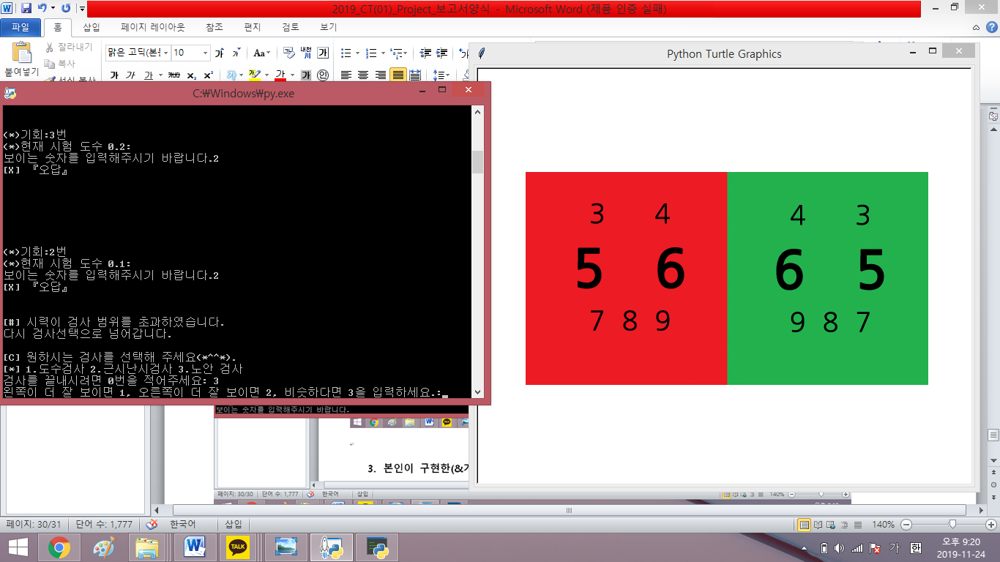 2019_CT(01)_Project 보고서양식 - Microsoft Word (제품 인증 실패)
파일 홈 삽입 페이지 레이아웃 참조 편지 검토 보기
잘라내기
복사
서식 복사
붙여넣기
맑은 고딕(본문 10
Python Turtle Graphics
C:\Windows\py.exe
(*)기회:3번
(*)현재 시험 도수 0.2:
보이는 숫자를 입력해주시기 바랍니다.2
[X] 『오답』
(*)기회:2번
(*)현재 시험 도수 0.1:
보이는 숫자를 입력해주시기 바랍니다.2
[X] 『오답』
[#] 시력이 검사 범위를 초과하였습니다.
다시 검사선택으로 넘어갑니다.
[C] 원하시는 검사를 선택해 주세요(*^^*).
[*] 1.도수검사 2.근시난시검사 3.노안 검사
검사를 끝내시려면 0번을 적어주세요: 3
왼쪽이 더 잘 보이면 1, 오른쪽이 더 잘 보이면 2, 비슷하다면 3을 입력하세요.:
3 4 4 3
5 6 6 5
7 8 9 9 8 7
보이는 숫자를 입력해주시기 바랍니다.
3. 본인이 구현한(&
페이지: 30/30 단어 수: 1,777 한국어 삽입 140%
페이지: 30/31 단어 수: 1,777 한국어 삽입 140%
TALK
가 한
오후 9:20
2019-11-24